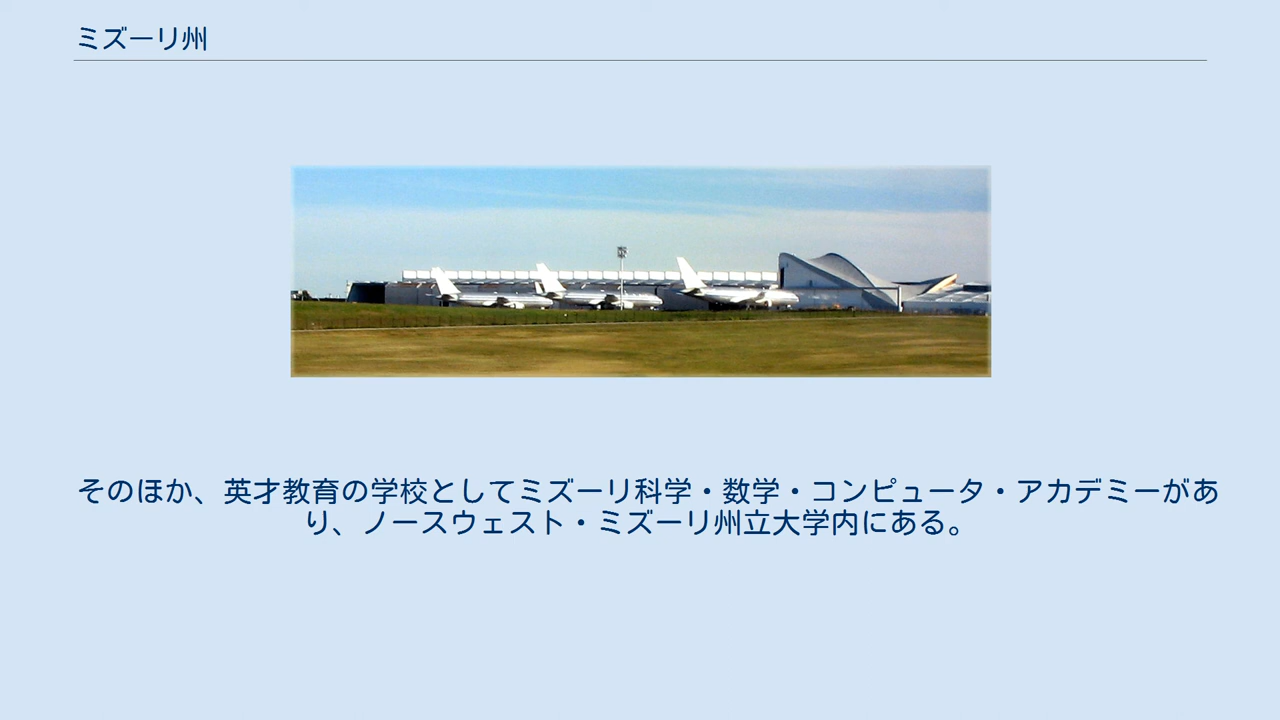 ミズーリ州
そのほか、英才教育の学校としてミズーリ科学・数学・コンピュータ・アカデミーがあ
り、ノースウェスト・ミズーリ州立大学内にある。